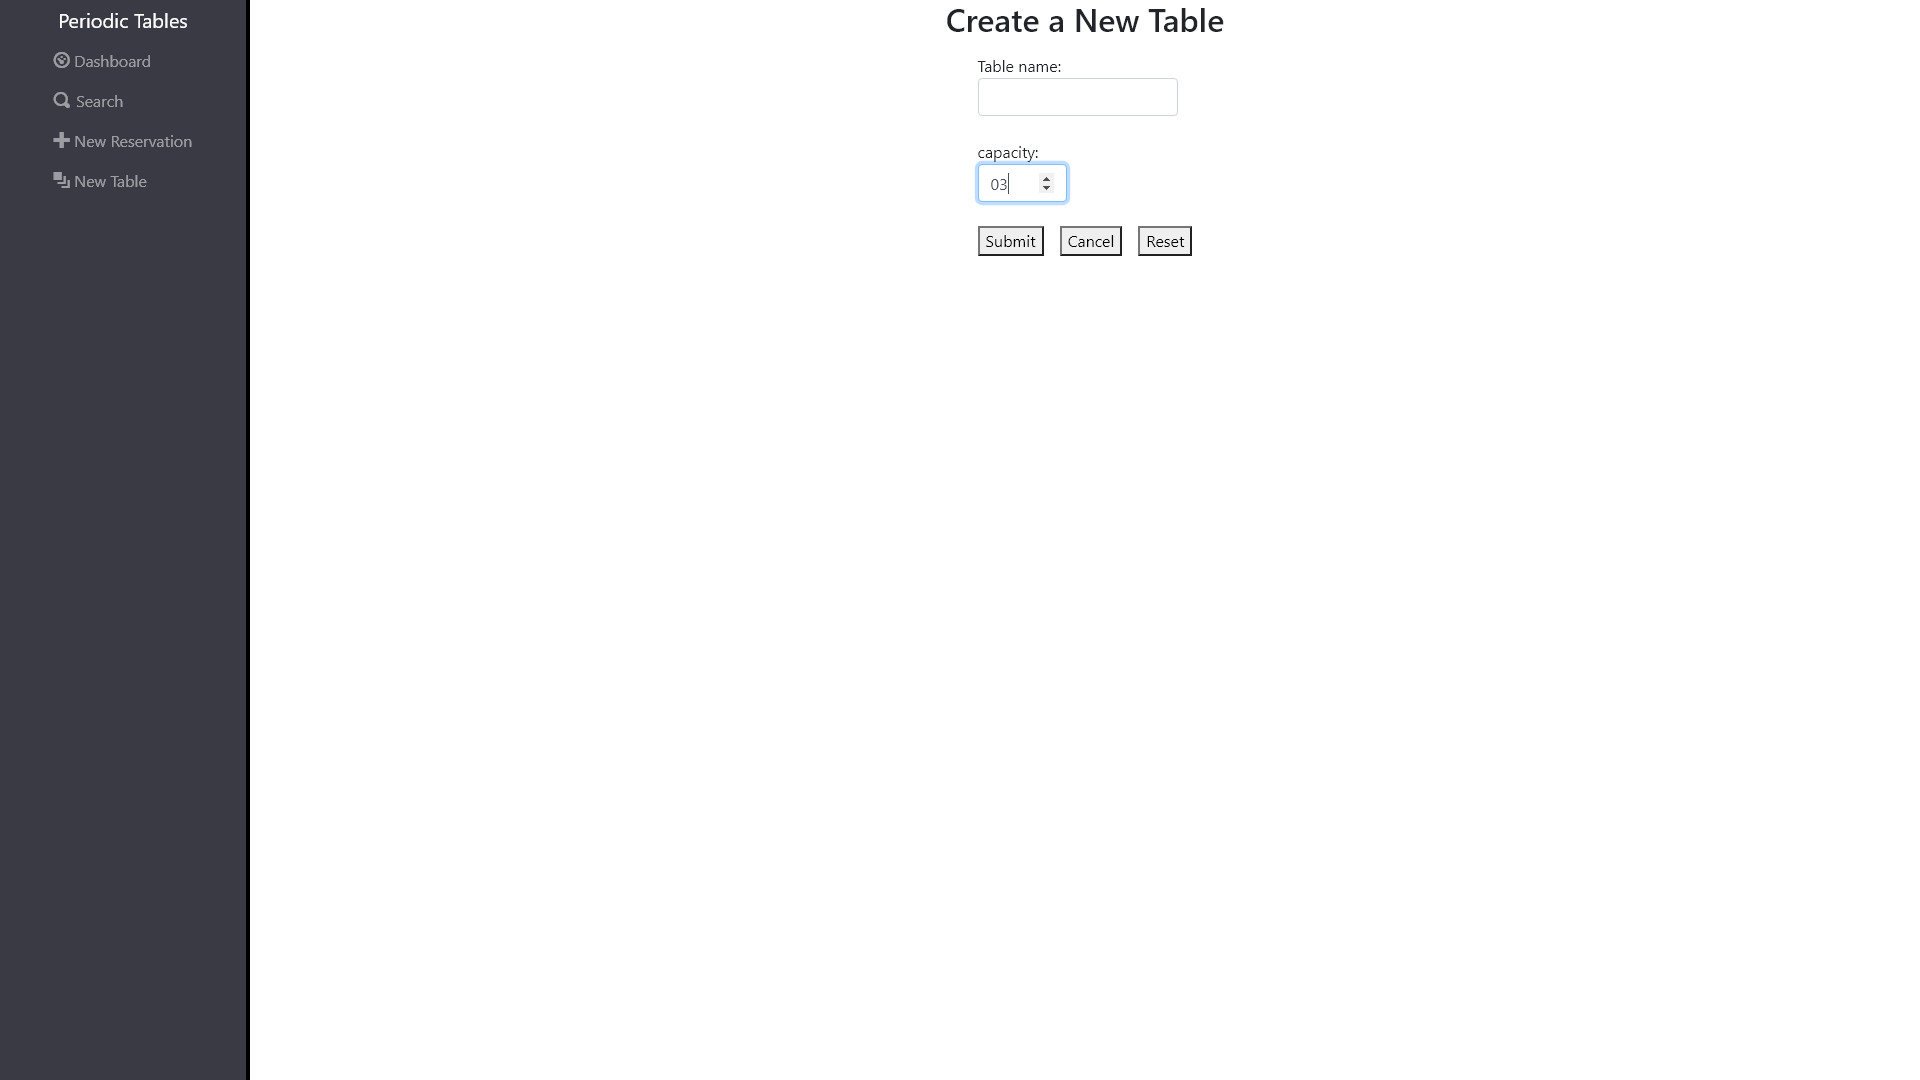 Periodic Tables
Dashboard
Search
New Reservation
New Table
Create a New Table
Table name:
capacity:
03
Submit Cancel Reset